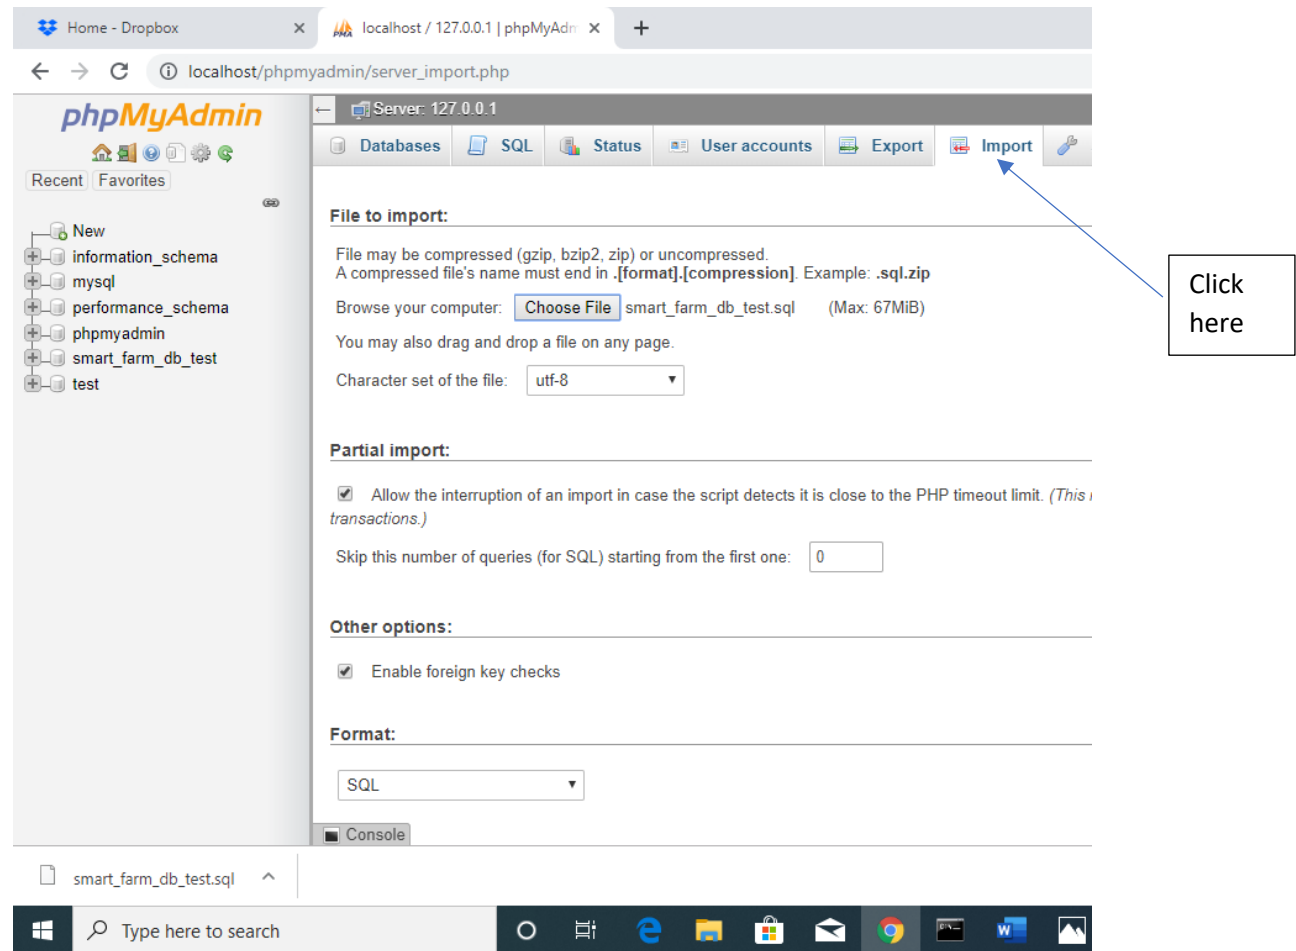 Home - Dropbox
localhost / 127.0.0.1 | phpMyAdm
localhost/phpmyadmin/server_import.php
phpMyAdmin
Server: 127.0.0.1
Databases SQL Status User accounts Export Import
Recent Favorites
New
information_schema
mysql
performance_schema
phpmyadmin
smart_farm_db_test
test
File to import:
File may be compressed (gzip, bzip2, zip) or uncompressed.
A compressed file's name must end in .[format].[compression]. Example: .sql.zip
Browse your computer: Choose File smart_farm_db_test.sql (Max: 67MiB)
You may also drag and drop a file on any page.
Character set of the file: utf-8
Partial import:
Allow the interruption of an import in case the script detects it is close to the PHP timeout limit. (This
transactions.)
Skip this number of queries (for SQL) starting from the first one: 0
Other options:
Enable foreign key checks
Format:
SQL
Console
Click
here
smart_farm_db_test.sql
Type here to search